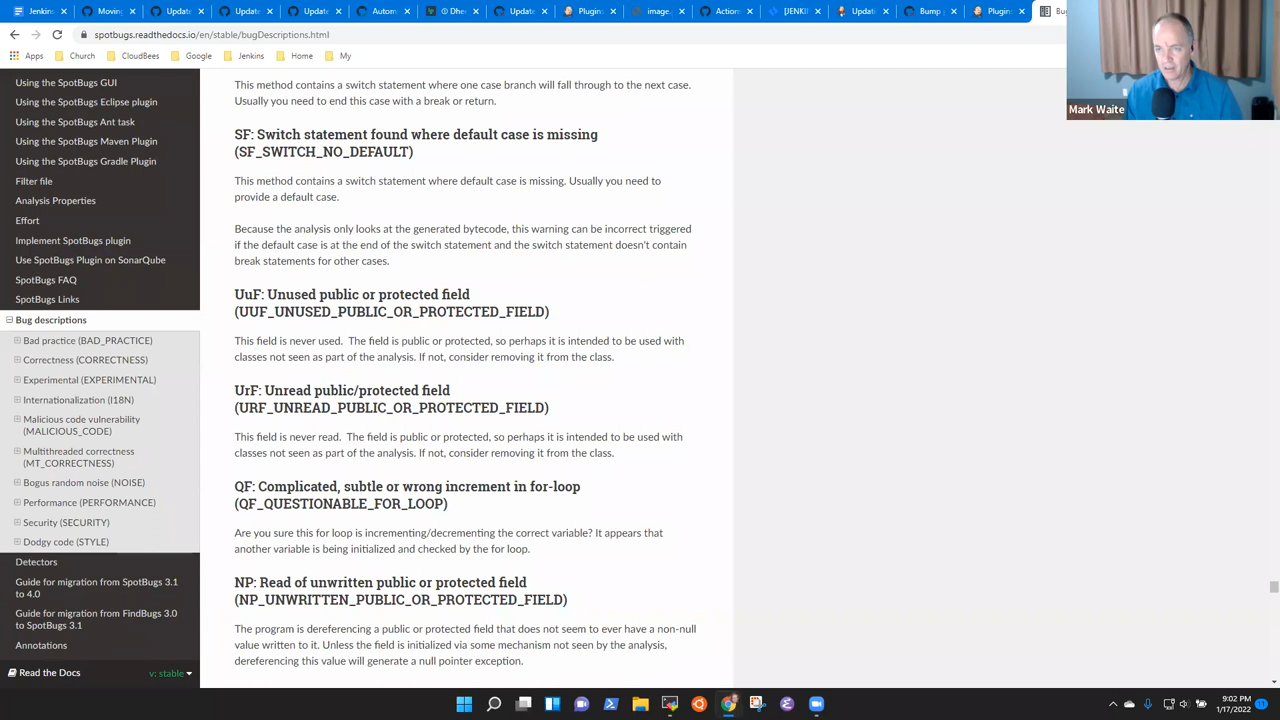 Jenkins
Moving
Update
Update
Update
Autom
Dhee
Update
Plugin:
image.
Action
[JENKI
Updati
Bump
Plugin:
Bu
spotbugs.readthedocs.io/en/stable/bugDescriptions.html
Apps
Church
CloudBees
Google
Jenkins
Home
My
Mark Waite
Using the SpotBugs GUI
Using the SpotBugs Eclipse plugin
Using the SpotBugs Ant task
Using the SpotBugs Maven Plugin
Using the SpotBugs Gradle Plugin
Filter file
Analysis Properties
Effort
Implement SpotBugs plugin
Use SpotBugs Plugin on SonarQube
SpotBugs FAQ
SpotBugs Links
Bug descriptions
Bad practice (BAD_PRACTICE)
Correctness (CORRECTNESS)
Experimental (EXPERIMENTAL)
Internationalization (I18N)
Malicious code vulnerability
(MALICIOUS_CODE)
Multithreaded correctness
(MT_CORRECTNESS)
Bogus random noise (NOISE)
Performance (PERFORMANCE)
Security (SECURITY)
Dodgy code (STYLE)
Detectors
Guide for migration from SpotBugs 3.1
to 4.0
Guide for migration from FindBugs 3.0
to SpotBugs 3.1
Annotations
Read the Docs
v: stable
This method contains a switch statement where one case branch will fall through to the next case.
Usually you need to end this case with a break or return.
SF: Switch statement found where default case is missing
(SF_SWITCH_NO_DEFAULT)
This method contains a switch statement where default case is missing. Usually you need to
provide a default case.
Because the analysis only looks at the generated bytecode, this warning can be incorrect triggered
if the default case is at the end of the switch statement and the switch statement doesn't contain
break statements for other cases.
UuF: Unused public or protected field
(UUF_UNUSED_PUBLIC_OR_PROTECTED_FIELD)
This field is never used. The field is public or protected, so perhaps it is intended to be used with
classes not seen as part of the analysis. If not, consider removing it from the class.
UrF: Unread public/protected field
(URF_UNREAD_PUBLIC_OR_PROTECTED_FIELD)
This field is never read. The field is public or protected, so perhaps it is intended to be used with
classes not seen as part of the analysis. If not, consider removing it from the class.
QF: Complicated, subtle or wrong increment in for-loop
(QF_QUESTIONABLE_FOR_LOOP)
Are you sure this for loop is incrementing/decrementing the correct variable? It appears that
another variable is being initialized and checked by the for loop.
NP: Read of unwritten public or protected field
(NP_UNWRITTEN_PUBLIC_OR_PROTECTED_FIELD)
The program is dereferencing a public or protected field that does not seem to ever have a non-null
value written to it. Unless the field is initialized via some mechanism not seen by the analysis,
dereferencing this value will generate a null pointer exception.
9:02 PM
1/17/2022